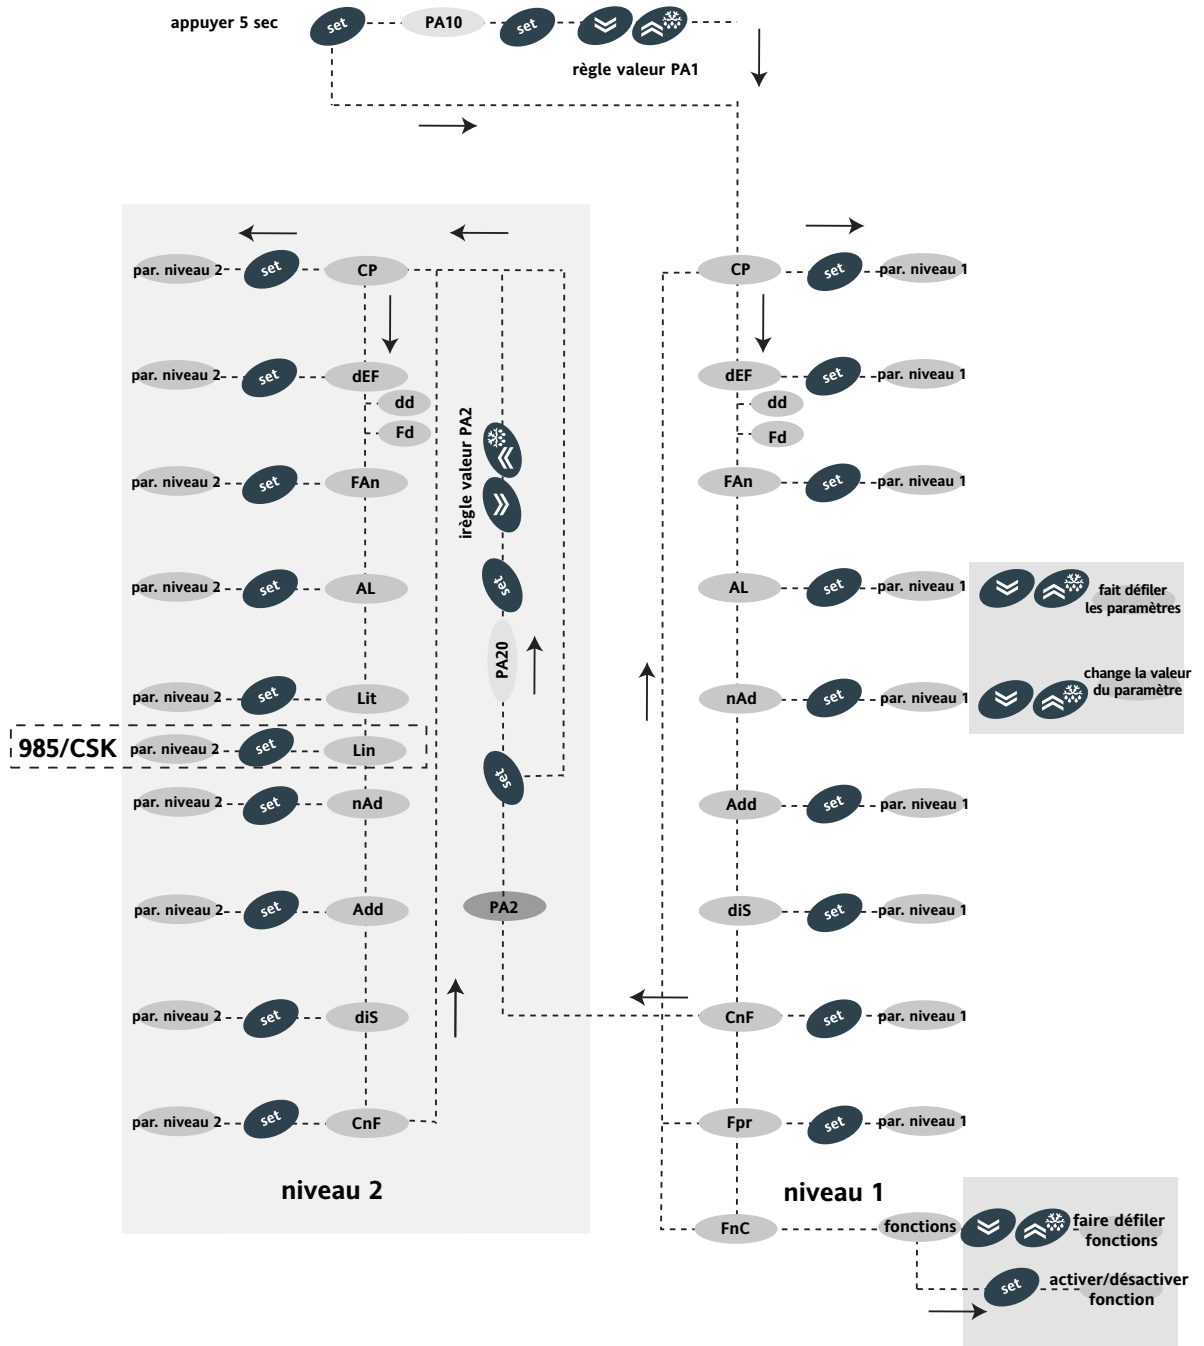 appuyer 5 sec
set
PA10
set
règle valeur PA1
par. niveau 2
set
CP
CP
set
par. niveau 1
par. niveau 2
set
dEF
dd
Fd
dEF
set
par. niveau 1
dd
Fd
par. niveau 2
set
FAn
irègle valeur PA2
FAn
set
par. niveau 1
par. niveau 2
set
AL
set
AL
set
par. niveau 1
fait défiler
les paramètres
PA20
par. niveau 2
set
Lit
nAd
set
par. niveau 1
change la valeur
du paramètre
985/CSK
par. niveau 2
set
Lin
set
par. niveau 2
set
nAd
Add
set
par. niveau 1
par. niveau 2
set
Add
PA2
diS
set
par. niveau 1
par. niveau 2
set
diS
CnF
set
par. niveau 1
par. niveau 2
set
CnF
Fpr
set
par. niveau 1
niveau 2
niveau 1
FnC
fonctions
faire défiler
fonctions
set
activer/désactiver
fonction